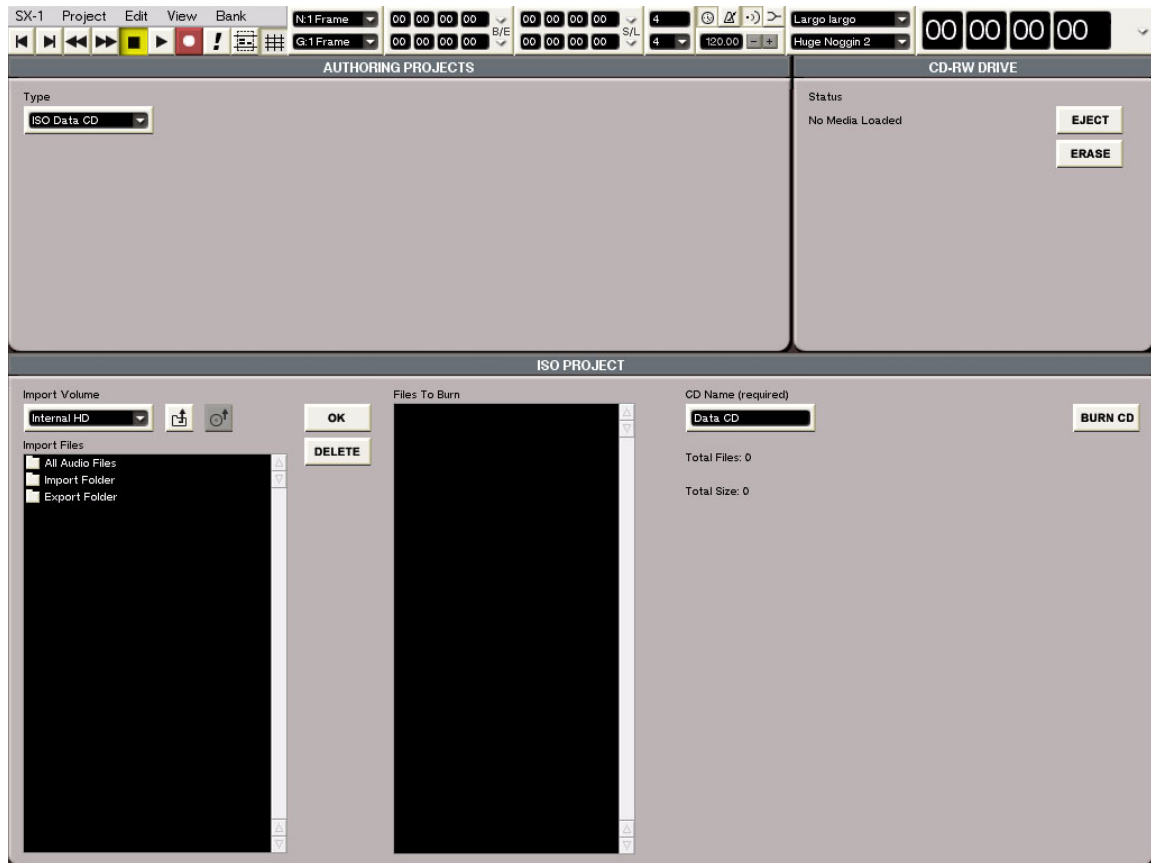 SX-1 Project Edit View Bank
N:1 Frame 00 00 00 00 B/E 00 00 00 00 S/L 4 Largo largo 00 00 00 00
G:1 Frame 00 00 00 00 00 00 00 00 4 120.00 - + Huge Noggin 2
AUTHORING PROJECTS
Type
ISO Data CD
CD-RW DRIVE
Status
No Media Loaded
EJECT
ERASE
ISO PROJECT
Import Volume
Internal HD
OK
DELETE
Import Files
All Audio Files
Import Folder
Export Folder
Files To Burn
CD Name (required)
Data CD
BURN CD
Total Files: 0
Total Size: 0